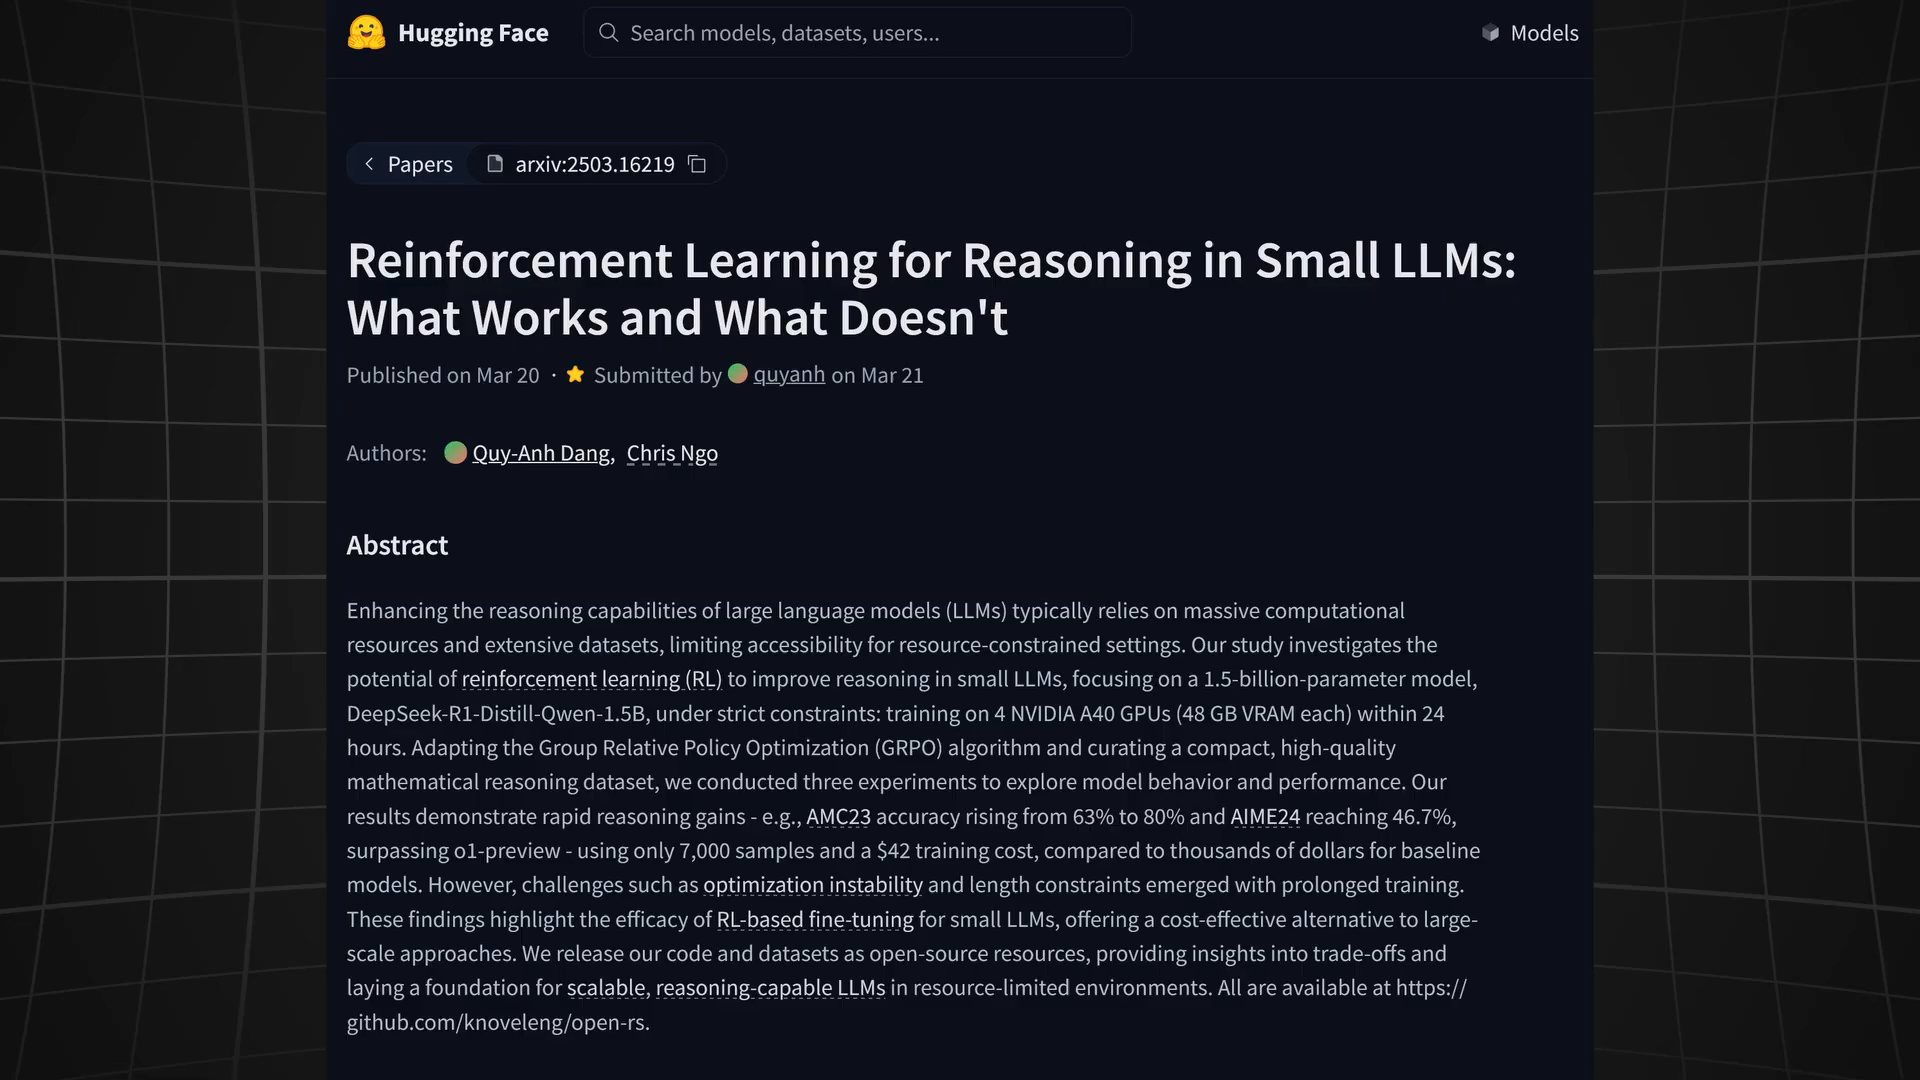 Hugging Face
Search models, datasets, users...
Models
Papers
arxiv:2503.16219
Reinforcement Learning for Reasoning in Small LLMs:
What Works and What Doesn't
Published on Mar 20 · Submitted by quyanh on Mar 21
Authors: Quy-Anh Dang, Chris Ngo
Abstract
Enhancing the reasoning capabilities of large language models (LLMs) typically relies on massive computational
resources and extensive datasets, limiting accessibility for resource-constrained settings. Our study investigates the
potential of reinforcement learning (RL) to improve reasoning in small LLMs, focusing on a 1.5-billion-parameter model,
DeepSeek-R1-Distill-Qwen-1.5B, under strict constraints: training on 4 NVIDIA A40 GPUs (48 GB VRAM each) within 24
hours. Adapting the Group Relative Policy Optimization (GRPO) algorithm and curating a compact, high-quality
mathematical reasoning dataset, we conducted three experiments to explore model behavior and performance. Our
results demonstrate rapid reasoning gains - e.g., AMC23 accuracy rising from 63% to 80% and AIME24 reaching 46.7%,
surpassing o1-preview - using only 7,000 samples and a $42 training cost, compared to thousands of dollars for baseline
models. However, challenges such as optimization instability and length constraints emerged with prolonged training.
These findings highlight the efficacy of RL-based fine-tuning for small LLMs, offering a cost-effective alternative to large-
scale approaches. We release our code and datasets as open-source resources, providing insights into trade-offs and
laying a foundation for scalable, reasoning-capable LLMs in resource-limited environments. All are available at https://
github.com/knoveleng/open-rs.